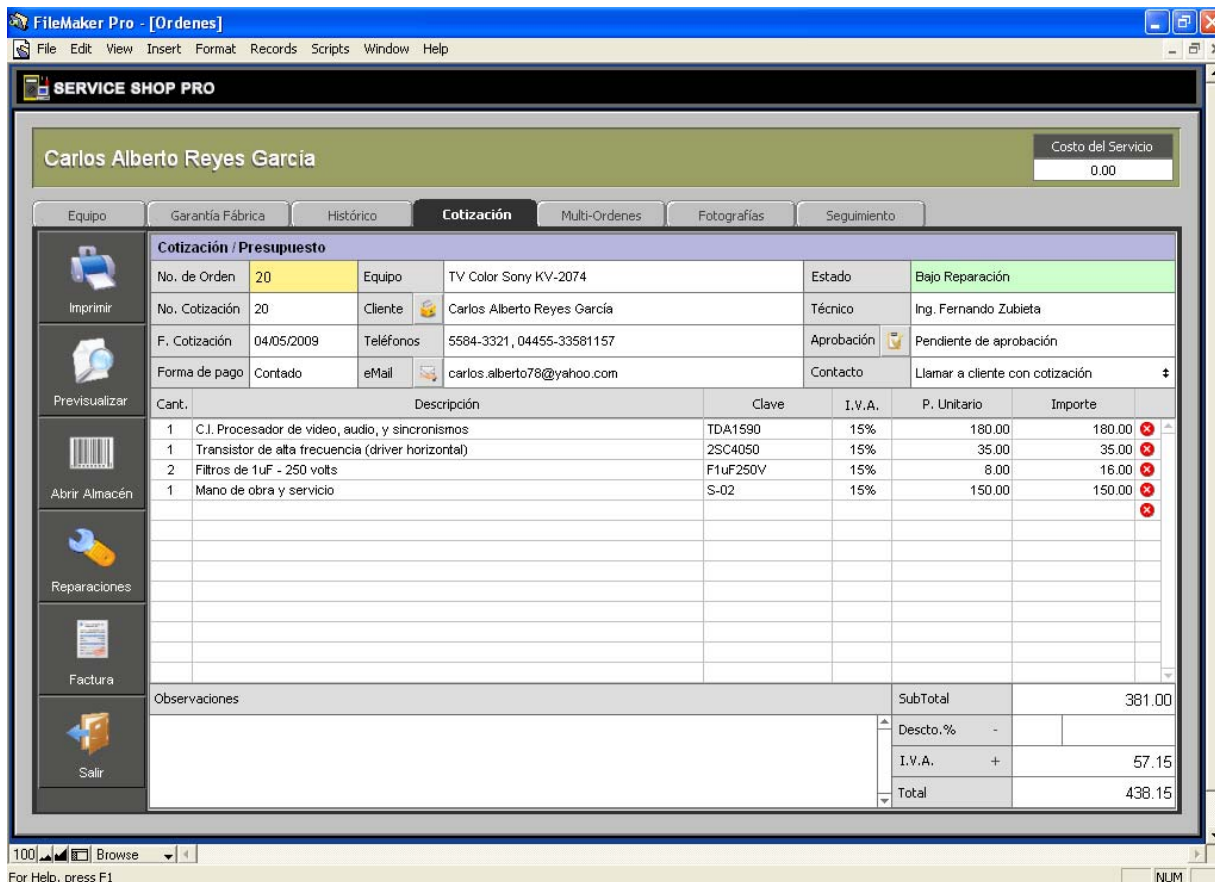 FileMaker Pro - [Ordenes]
File Edit View Insert Format Records Scripts Window Help
SERVICE SHOP PRO
Carlos Alberto Reyes García
Costo del Servicio
0.00
Equipo Garantía Fábrica Histórico Cotización Multi-Ordenes Fotografías Seguimiento
Imprimir
Previsualizar
Abrir Almacén
Reparaciones
Factura
Salir
Cotización / Presupuesto
No. de Orden 20 Equipo TV Color Sony KV-2074 Estado Bajo Reparación
No. Cotización 20 Cliente Carlos Alberto Reyes García Técnico Ing. Fernando Zubieta
F. Cotización 04/05/2009 Teléfonos 5584-3321, 04455-33581157 Aprobación Pendiente de aprobación
Forma de pago Contado eMail carlos.alberto78@yahoo.com Contacto Llamar a cliente con cotización
Cant. Descripción Clave I.V.A. P. Unitario Importe
1 C.I. Procesador de video, audio, y sincronismos TDA1590 15% 180.00 180.00
1 Transistor de alta frecuencia (driver horizontal) 2SC4050 15% 35.00 35.00
2 Filtros de 1uF - 250 volts F1uF250V 15% 8.00 16.00
1 Mano de obra y servicio S-02 15% 150.00 150.00
Observaciones
SubTotal 381.00
Descto.% -
I.V.A. + 57.15
Total 438.15
100 Browse
For Help, press F1
NUM